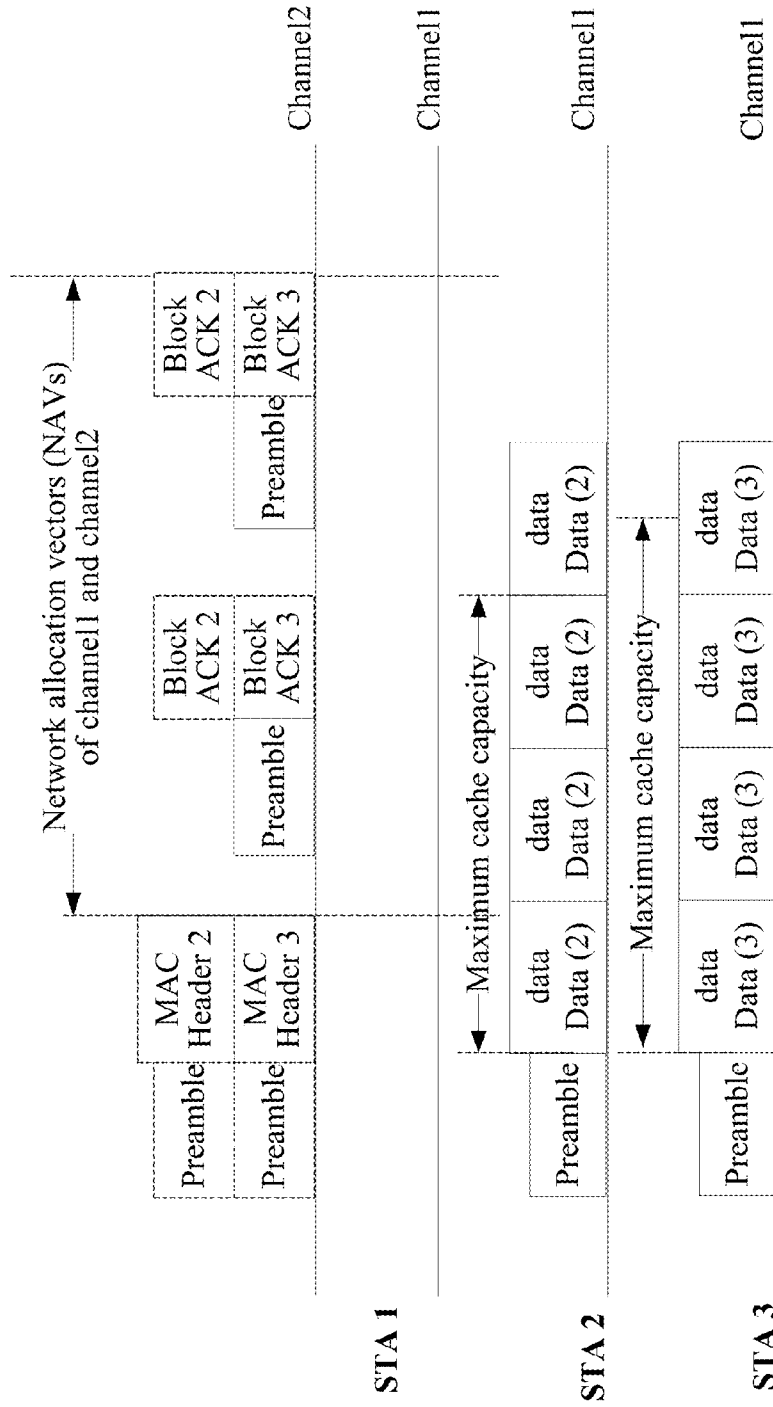 Network allocation vectors (NAVs)
of channel1 and channel2
Preamble
MAC
Header 2
Block
ACK 2
Block
ACK 2
Preamble
MAC
Header 3
Preamble
Block
ACK 3
Preamble
Block
ACK 3
Channel2
STA 1
Channel1
Maximum cache capacity
STA 2
Preamble
data
Data (2)
data
Data (2)
data
Data (2)
data
Data (2)
Channel1
Maximum cache capacity
STA 3
Preamble
data
Data (3)
data
Data (3)
data
Data (3)
data
Data (3)
Channel1